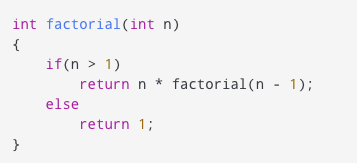 int factorial(int n)
{
    if(n > 1)
        return n * factorial(n - 1);
    else
        return 1;
}